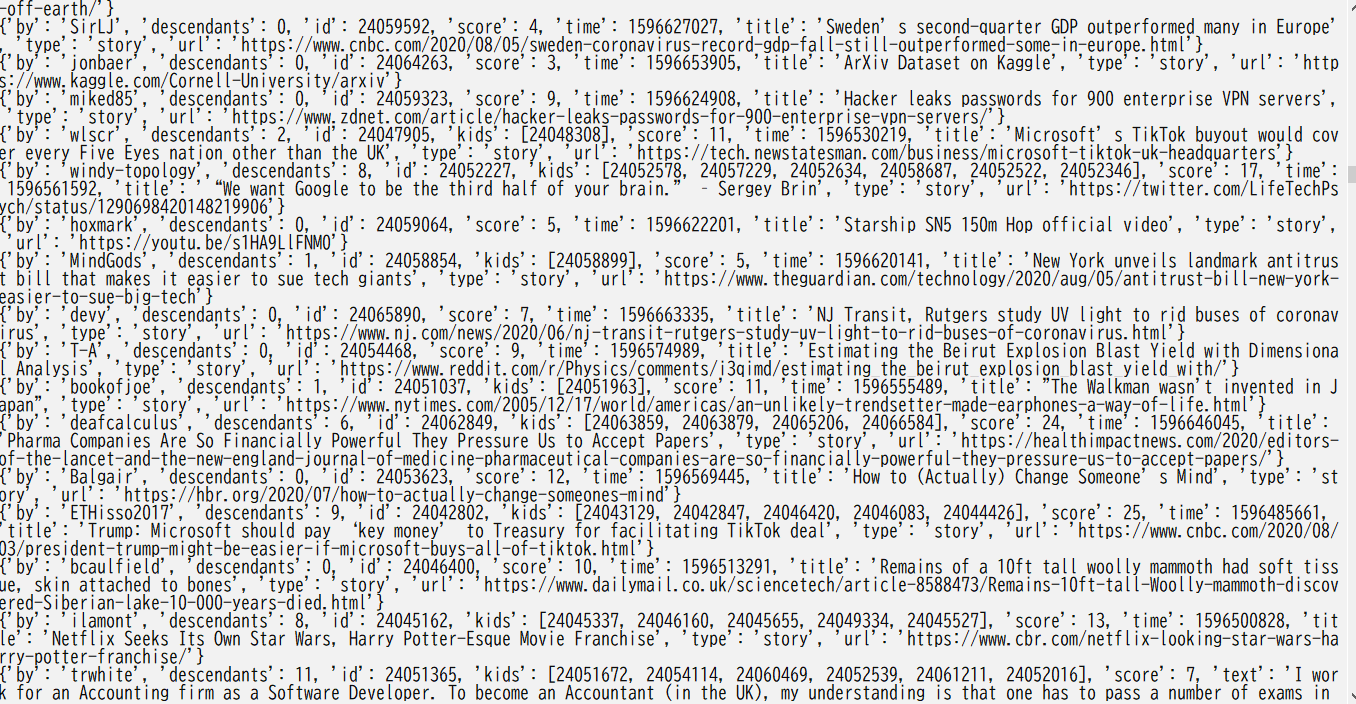 -off-earth/'}
{'by': 'SirLJ', 'descendants': 0, 'id': 24059592, 'score': 4, 'time': 1596627027, 'title': 'Sweden’s second-quarter GDP outperformed many in Europe'
, 'type': 'story', 'url': 'https://www.cnbc.com/2020/08/05/sweden-coronavirus-record-gdp-fall-still-outperformed-some-in-europe.html'}
{'by': 'jonbaer', 'descendants': 0, 'id': 24064263, 'score': 3, 'time': 1596653905, 'title': 'ArXiv Dataset on Kaggle', 'type': 'story', 'url': 'http
s://www.kaggle.com/Cornell-University/arxiv'}
{'by': 'miked85', 'descendants': 0, 'id': 24059323, 'score': 9, 'time': 1596624908, 'title': 'Hacker leaks passwords for 900 enterprise VPN servers',
 'type': 'story', 'url': 'https://www.zdnet.com/article/hacker-leaks-passwords-for-900-enterprise-vpn-servers/'}
{'by': 'wlscr', 'descendants': 2, 'id': 24047905, 'kids': [24048308], 'score': 11, 'time': 1596530219, 'title': 'Microsoft’s TikTok buyout would cov
er every Five Eyes nation other than the UK', 'type': 'story', 'url': 'https://tech.newstatesman.com/business/microsoft-tiktok-uk-headquarters'}
{'by': 'windy-topology', 'descendants': 8, 'id': 24052227, 'kids': [24052578, 24057229, 24052634, 24058687, 24052522, 24052346], 'score': 17, 'time':
 1596561592, 'title': '“We want Google to be the third half of your brain.” – Sergey Brin', 'type': 'story', 'url': 'https://twitter.com/LifeTechPs
ych/status/1290698420148219906'}
{'by': 'hoxmark', 'descendants': 0, 'id': 24059064, 'score': 5, 'time': 1596622201, 'title': 'Starship SN5 150m Hop official video', 'type': 'story',
 'url': 'https://youtu.be/s1HA9LlFNM0'}
{'by': 'MindGods', 'descendants': 1, 'id': 24058854, 'kids': [24058899], 'score': 5, 'time': 1596620141, 'title': 'New York unveils landmark antitrus
t bill that makes it easier to sue tech giants', 'type': 'story', 'url': 'https://www.theguardian.com/technology/2020/aug/05/antitrust-bill-new-york-
easier-to-sue-big-tech'}
{'by': 'devy', 'descendants': 0, 'id': 24065890, 'score': 7, 'time': 1596663335, 'title': 'NJ Transit, Rutgers study UV light to rid buses of coronav
irus', 'type': 'story', 'url': 'https://www.nj.com/news/2020/06/nj-transit-rutgers-study-uv-light-to-rid-buses-of-coronavirus.html'}
{'by': 'T-A', 'descendants': 0, 'id': 24054468, 'score': 9, 'time': 1596574989, 'title': 'Estimating the Beirut Explosion Blast Yield with Dimensiona
l Analysis', 'type': 'story', 'url': 'https://www.reddit.com/r/Physics/comments/i3qimd/estimating_the_beirut_explosion_blast_yield_with/'}
{'by': 'bookofjoe', 'descendants': 1, 'id': 24051037, 'kids': [24051963], 'score': 11, 'time': 1596555489, 'title': "The Walkman wasn't invented in J
apan", 'type': 'story', 'url': 'https://www.nytimes.com/2005/12/17/world/americas/an-unlikely-trendsetter-made-earphones-a-way-of-life.html'}
{'by': 'deafcalculus', 'descendants': 6, 'id': 24062849, 'kids': [24063859, 24063879, 24065206, 24066584], 'score': 24, 'time': 1596646045, 'title':
'Pharma Companies Are So Financially Powerful They Pressure Us to Accept Papers', 'type': 'story', 'url': 'https://healthimpactnews.com/2020/editors-
of-the-lancet-and-the-new-england-journal-of-medicine-pharmaceutical-companies-are-so-financially-powerful-they-pressure-us-to-accept-papers/'}
{'by': 'Balgair', 'descendants': 0, 'id': 24053623, 'score': 12, 'time': 1596569445, 'title': 'How to (Actually) Change Someone’s Mind', 'type': 'st
ory', 'url': 'https://hbr.org/2020/07/how-to-actually-change-someones-mind'}
{'by': 'ETHisso2017', 'descendants': 9, 'id': 24042802, 'kids': [24043129, 24042847, 24046420, 24046083, 24044426], 'score': 25, 'time': 1596485661,
 'title': 'Trump: Microsoft should pay ‘key money’ to Treasury for facilitating TikTok deal', 'type': 'story', 'url': 'https://www.cnbc.com/2020/08/
03/president-trump-might-be-easier-if-microsoft-buys-all-of-tiktok.html'}
{'by': 'bcaulfield', 'descendants': 0, 'id': 24046400, 'score': 10, 'time': 1596513291, 'title': 'Remains of a 10ft tall woolly mammoth had soft tiss
ue, skin attached to bones', 'type': 'story', 'url': 'https://www.dailymail.co.uk/sciencetech/article-8588473/Remains-10ft-tall-Woolly-mammoth-discov
ered-Siberian-lake-10-000-years-died.html'}
{'by': 'ilamont', 'descendants': 8, 'id': 24045162, 'kids': [24045337, 24046160, 24045655, 24049334, 24045527], 'score': 13, 'time': 1596500828, 'tit
le': 'Netflix Seeks Its Own Star Wars, Harry Potter-Esque Movie Franchise', 'type': 'story', 'url': 'https://www.cbr.com/netflix-looking-star-wars-ha
rry-potter-franchise/'}
{'by': 'trwhite', 'descendants': 11, 'id': 24051365, 'kids': [24051672, 24054114, 24060469, 24052539, 24061211, 24052016], 'score': 7, 'text': 'I wor
k for an Accounting firm as a Software Developer. To become an Accountant (in the UK), my understanding is that one has to pass a number of exams in